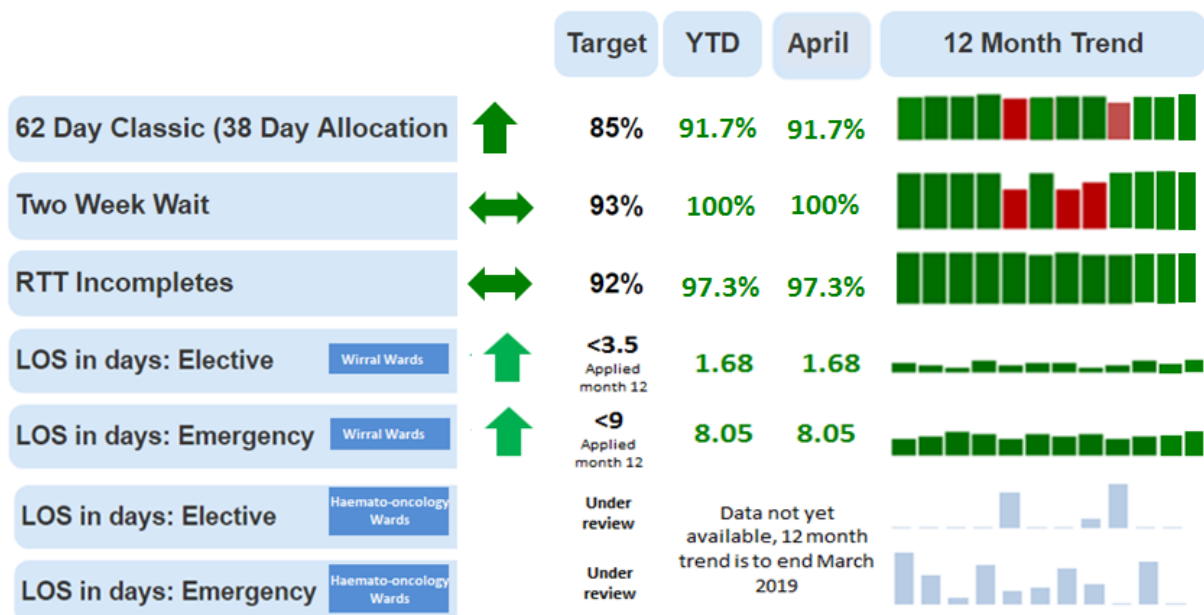 Target YTD April 12 Month Trend
62 Day Classic (38 Day Allocation 85% 91.7% 91.7%
Two Week Wait 93% 100% 100%
RTT Incompletes 92% 97.3% 97.3%
LOS in days: Elective Wirral Wards <3.5 1.68 1.68
Applied
month 12
LOS in days: Emergency Wirral Wards <9 8.05 8.05
Applied
month 12
LOS in days: Elective Haemato-oncology
Wards
Under
review
LOS in days: Emergency Haemato-oncology
Wards
Under
review
Data not yet
available, 12 month
trend is to end March
2019